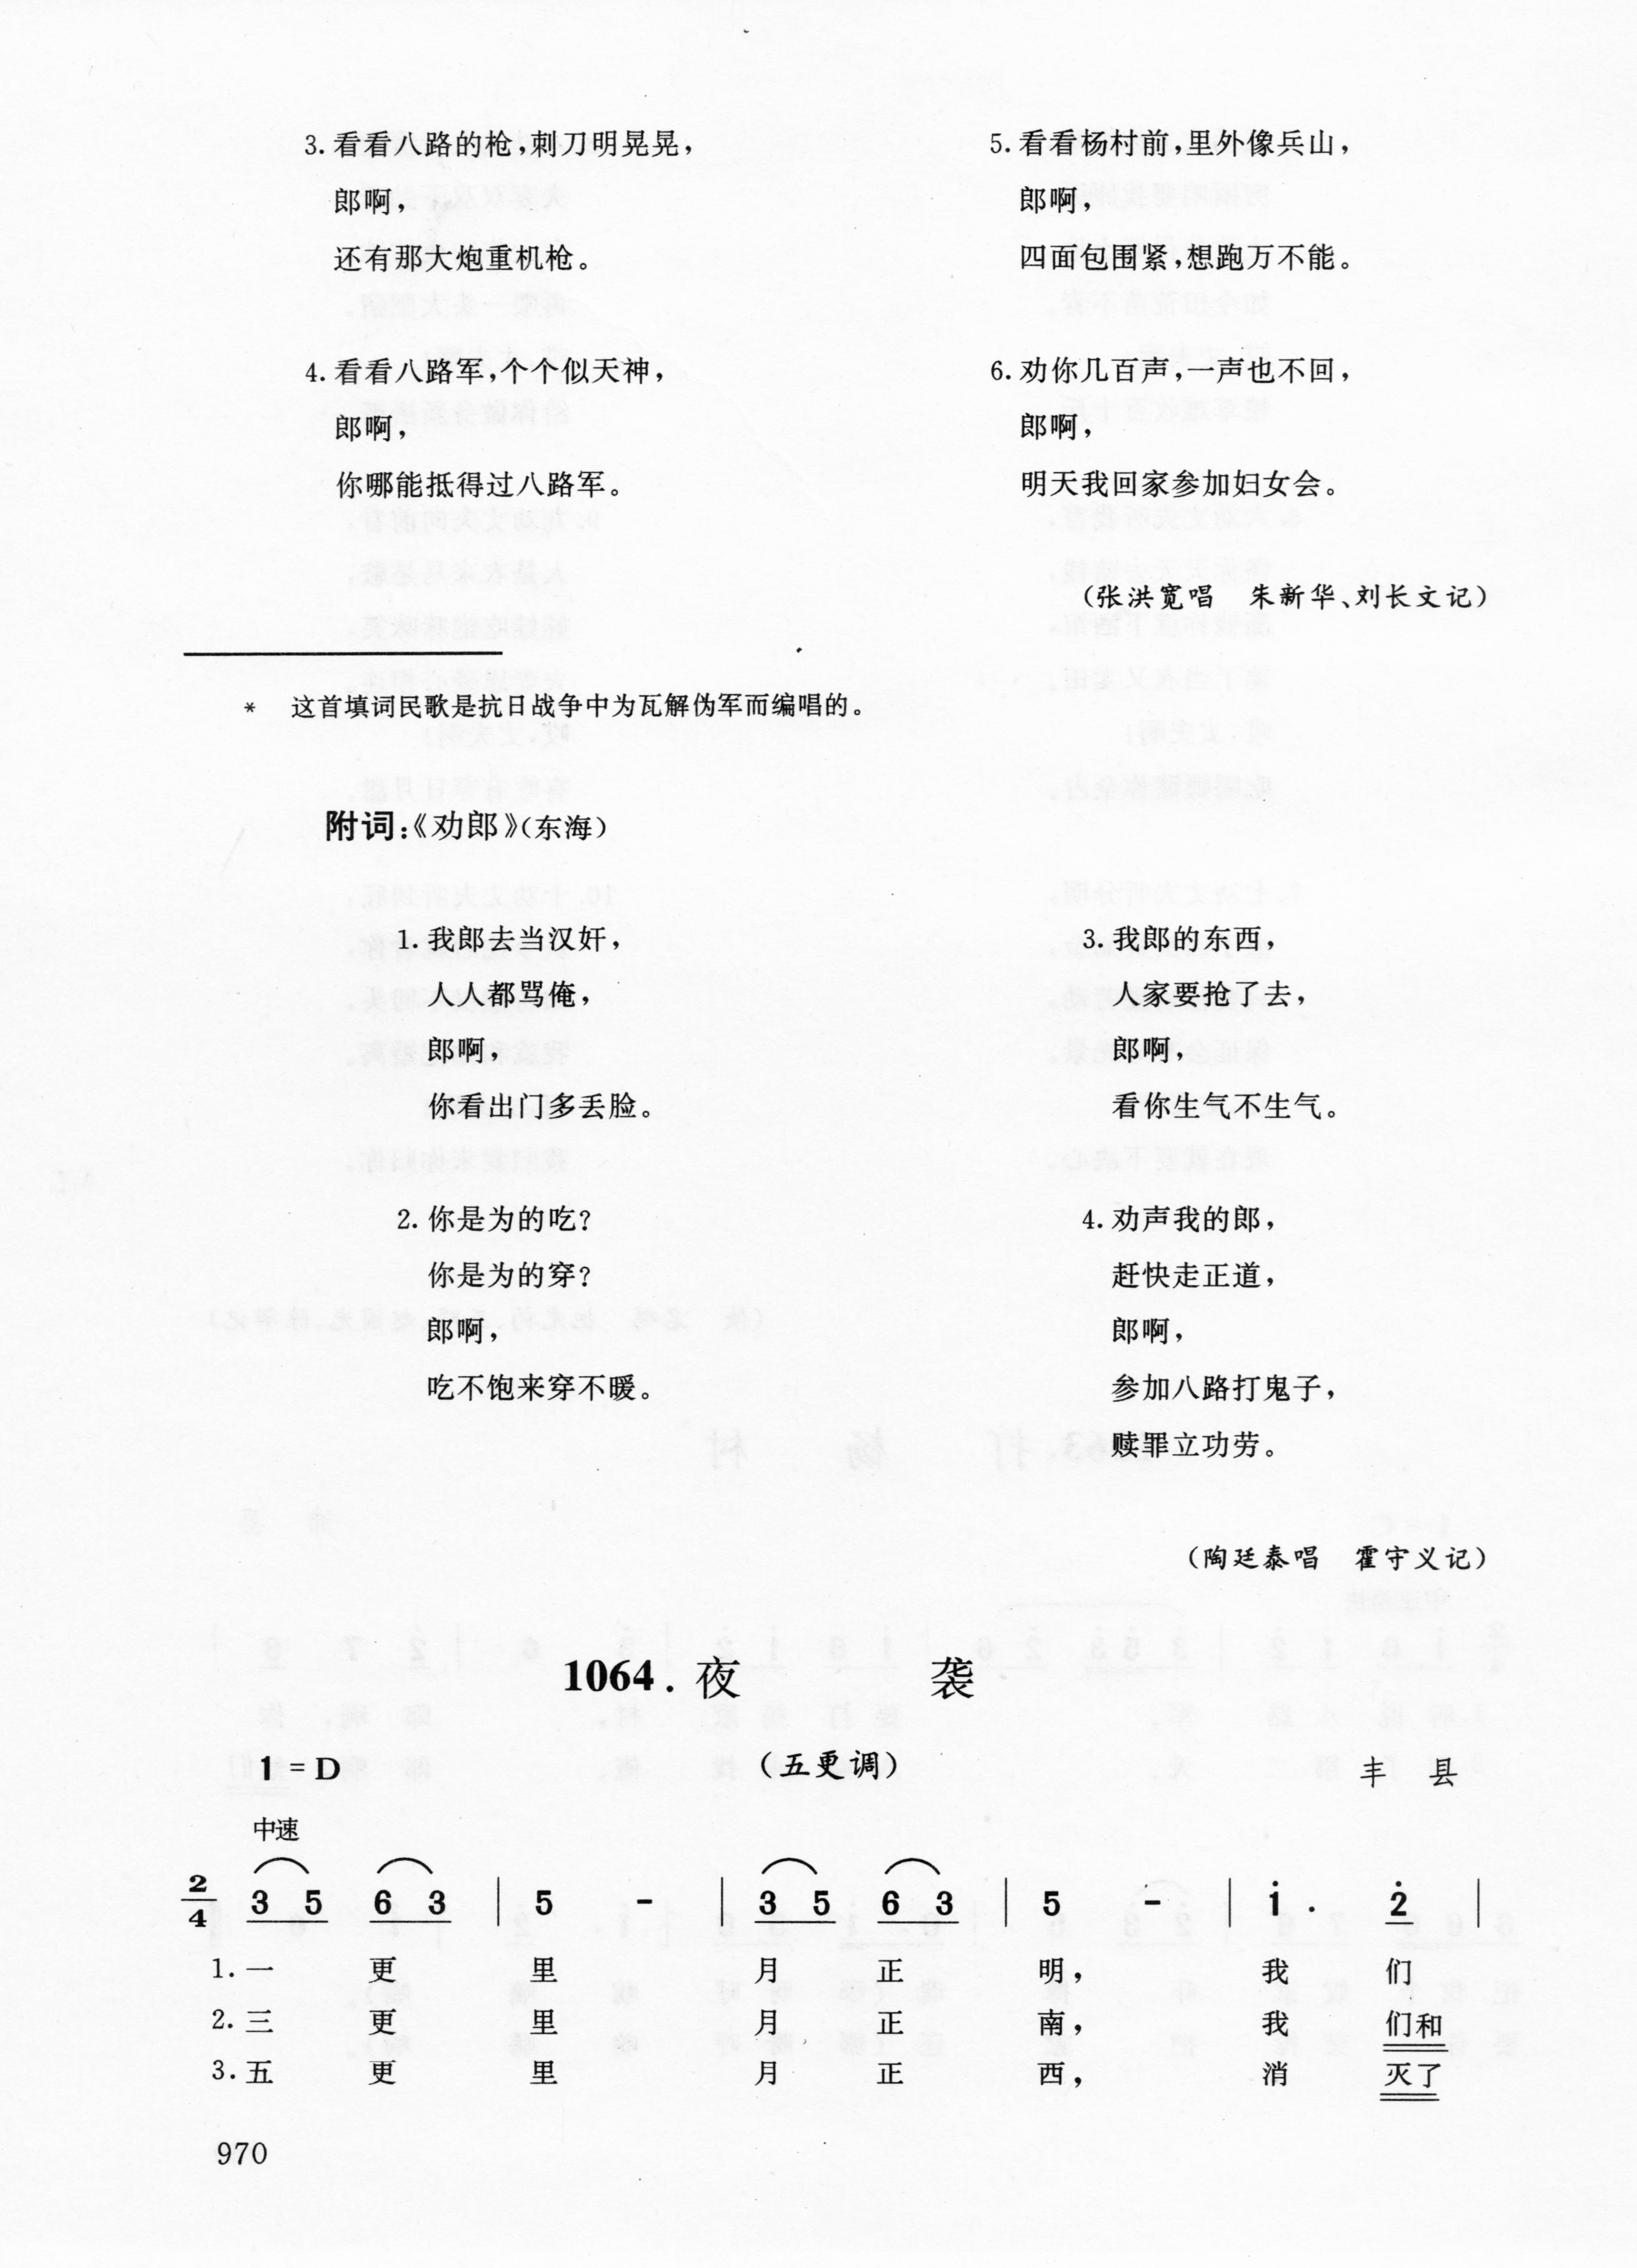 3. 看看八路的枪，刺刀明晃晃，
郎啊，
还有那大炮重机枪。
4. 看看八路军，个个似天神，
郎啊，
你哪能抵得过八路军。
5. 看看杨村前，里外像兵山，
郎啊，
四面包围紧，想跑万不能。
6. 劝你几百声，一声也不回，
郎啊，
明天我回家参加妇女会。
（张洪宽唱　朱新华、刘长文记）
* 这首填词民歌是抗日战争中为瓦解伪军而编唱的。
附词：《劝郎》（东海）
1. 我郎去当汉奸，
人人都骂俺，
郎啊，
你看出门多丢脸。
2. 你是为的吃？
你是为的穿？
郎啊，
吃不饱来穿不暖。
3. 我郎的东西，
人家要抢了去，
郎啊，
看你生气不生气。
4. 劝声我的郎，
赶快走正道，
郎啊，
参加八路打鬼子，
赎罪立功劳。
（陶廷泰唱　霍守义记）
1064. 夜　袭
1 = D　（五更调）　丰　县
中速
2/4 3 5 6 3 | 5 - | 3 5 6 3 | 5 - | i̇ . 2̇ |
1. 一 更 里 月 正 明， 我 们
2. 三 更 里 月 正 南， 我 们和
3. 五 更 里 月 正 西， 消 灭了
970